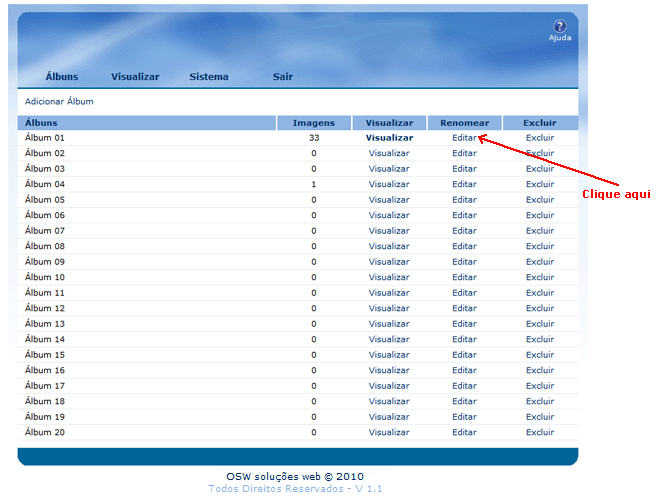 Ajuda
Álbuns Visualizar Sistema Sair
Adicionar Álbum
Álbuns Imagens Visualizar Renomear Excluir
Álbum 01 33 Visualizar Editar Excluir
Álbum 02 0 Visualizar Editar Excluir
Álbum 03 0 Visualizar Editar Excluir
Álbum 04 1 Visualizar Editar Excluir
Clique aqui
Álbum 05 0 Visualizar Editar Excluir
Álbum 06 0 Visualizar Editar Excluir
Álbum 07 0 Visualizar Editar Excluir
Álbum 08 0 Visualizar Editar Excluir
Álbum 09 0 Visualizar Editar Excluir
Álbum 10 0 Visualizar Editar Excluir
Álbum 11 0 Visualizar Editar Excluir
Álbum 12 0 Visualizar Editar Excluir
Álbum 13 0 Visualizar Editar Excluir
Álbum 14 0 Visualizar Editar Excluir
Álbum 15 0 Visualizar Editar Excluir
Álbum 16 0 Visualizar Editar Excluir
Álbum 17 0 Visualizar Editar Excluir
Álbum 18 0 Visualizar Editar Excluir
Álbum 19 0 Visualizar Editar Excluir
Álbum 20 0 Visualizar Editar Excluir
OSW soluções web © 2010
Todos Direitos Reservados - V 1.1